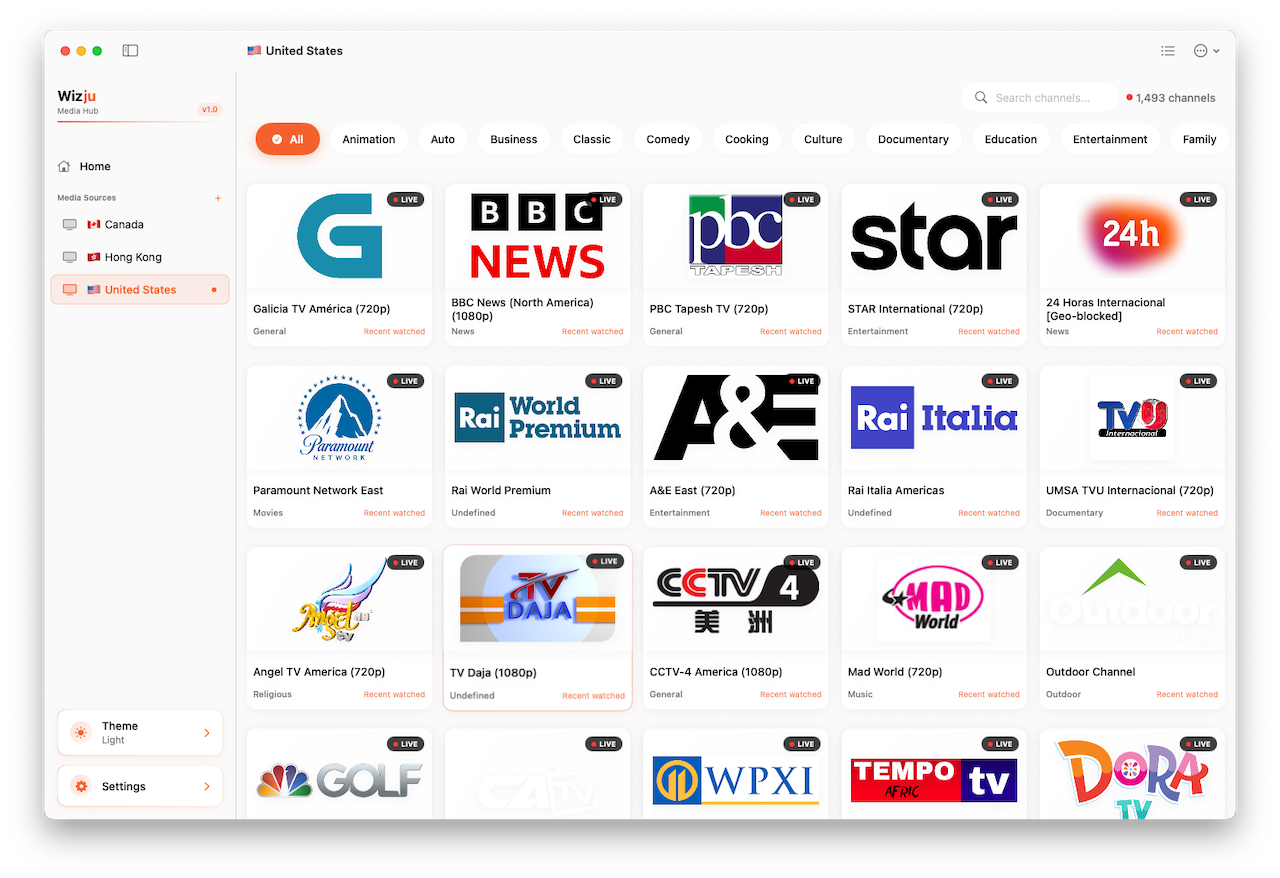 United States
Wizju
Media Hub
v1.0
Search channels...
1,493 channels
All
Animation
Auto
Business
Classic
Comedy
Cooking
Culture
Documentary
Education
Entertainment
Family
Home
Media Sources
+
Canada
Hong Kong
United States
G
LIVE
Galicia TV América (720p)
General
Recent watched
BBC
NEWS
LIVE
BBC News (North America)
(1080p)
News
Recent watched
pbc
TAPESH
LIVE
PBC Tapesh TV (720p)
General
Recent watched
star
LIVE
STAR International (720p)
Entertainment
Recent watched
24h
LIVE
24 Horas Internacional
[Geo-blocked]
News
Recent watched
Paramount
NETWORK
LIVE
Paramount Network East
Movies
Recent watched
Rai World
Premium
LIVE
Rai World Premium
Undefined
Recent watched
A&E
LIVE
A&E East (720p)
Entertainment
Recent watched
Rai Italia
LIVE
Rai Italia Americas
Undefined
Recent watched
TVU
Internacional
LIVE
UMSA TVU Internacional (720p)
Documentary
Recent watched
Angel
LIVE
Angel TV America (720p)
Religious
Recent watched
TV
DAJA
LIVE
TV Daja (1080p)
Undefined
Recent watched
CCTV 4
美洲
LIVE
CCTV-4 America (1080p)
General
Recent watched
MAD
World
LIVE
Mad World (720p)
Music
Recent watched
Outdoor
LIVE
Outdoor Channel
Outdoor
Recent watched
Theme
Light
Settings
GOLF
LIVE
ATV
LIVE
WPXI
LIVE
TEMPO
AFRIC
tv
LIVE
DORA
TV
LIVE